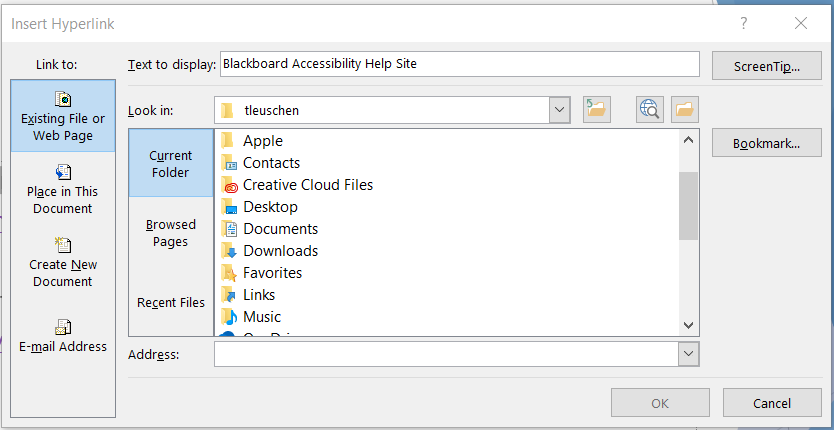 Insert Hyperlink
?
Link to:
Text to display:
Blackboard Accessibility Help Site
ScreenTip...
Existing File or
Web Page
Look in:
tleuschen
Bookmark...
Current
Folder
Apple
Contacts
Creative Cloud Files
Desktop
Documents
Downloads
Favorites
Links
Music
Place in This
Document
Browsed
Pages
Create New
Document
Recent Files
E-mail Address
Address:
OK
Cancel